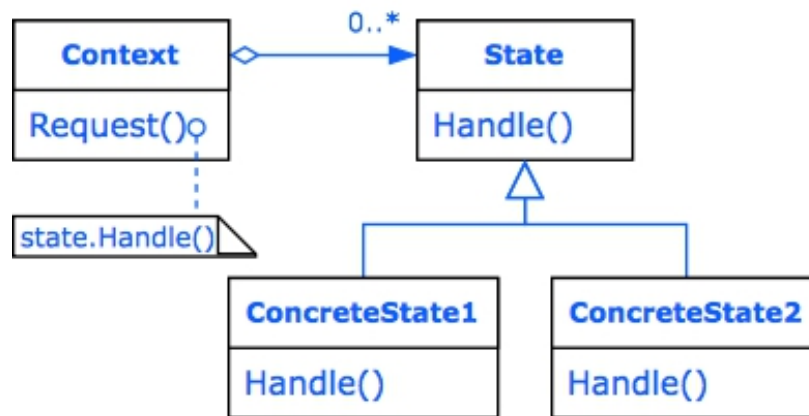 0..*
Context
State
Request()
Handle()
state.Handle()
ConcreteState1
ConcreteState2
Handle()
Handle()